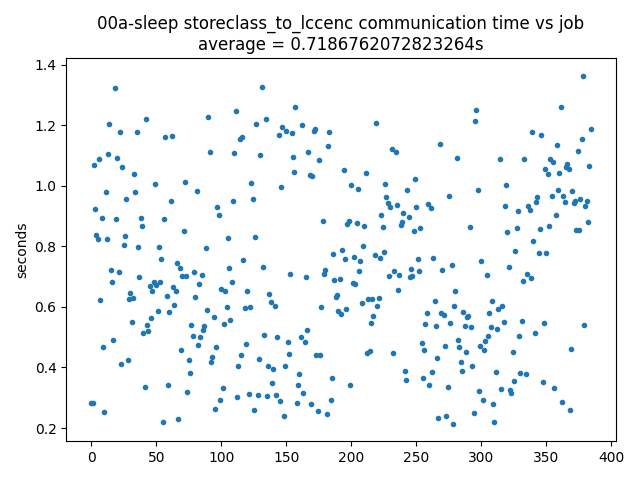 00a-sleep storeclass_to_lccenc communication time vs job
average = 0.7186762072823264s
1.4
1.2
1.0
0.8
0.6
0.4
0.2
seconds
0 50 100 150 200 250 300 350 400